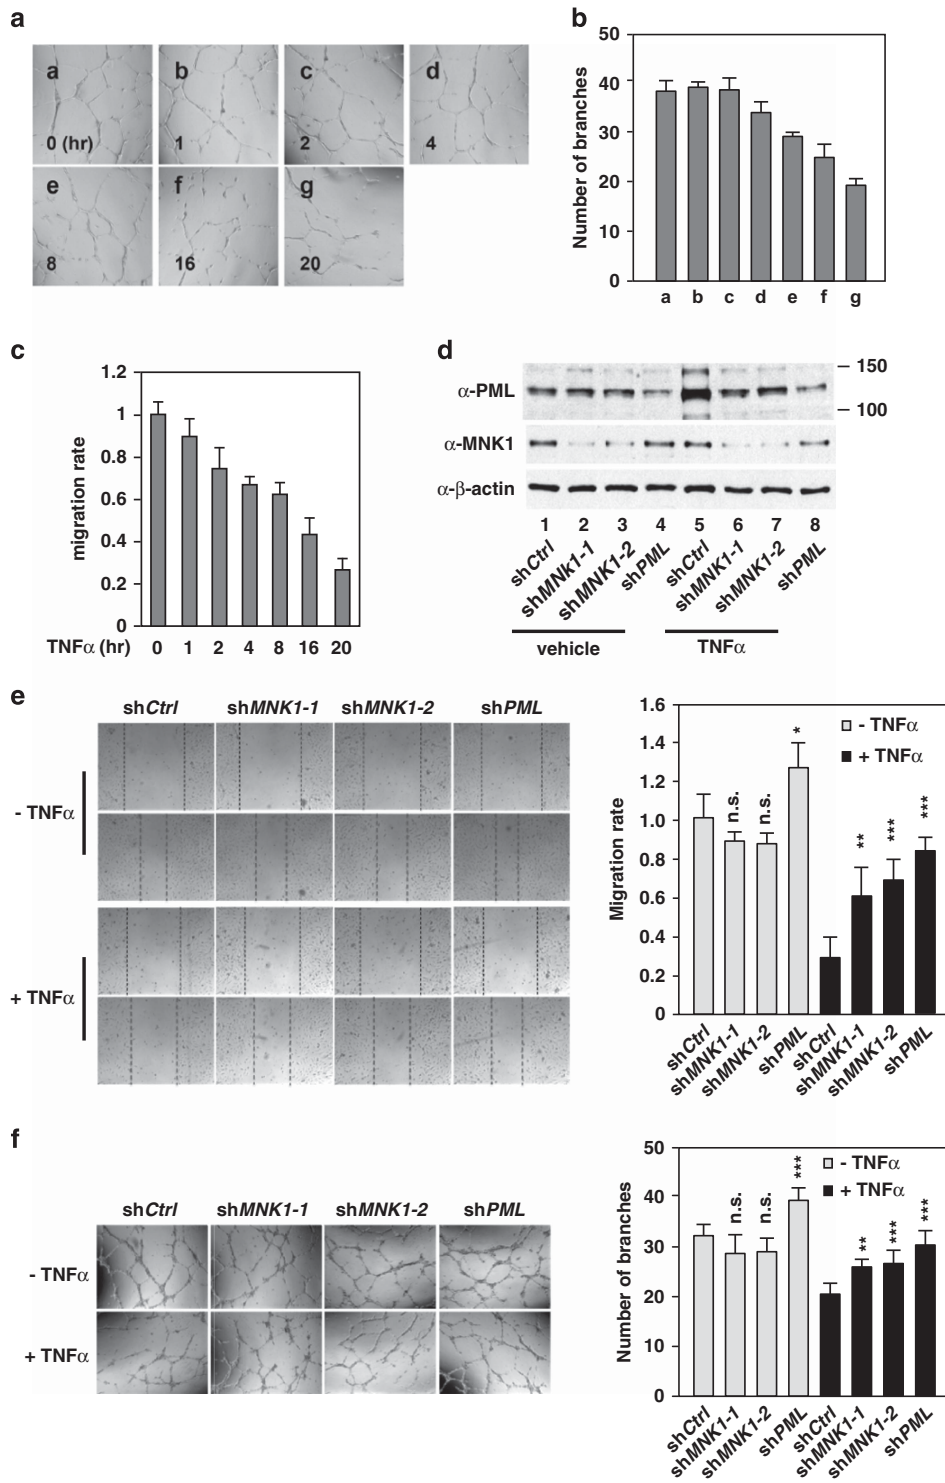 a
a
0 (hr)
b
1
c
2
d
4
e
8
f
16
g
20
b
Number of branches
50
40
30
20
10
0
a b c d e f g
c
migration rate
1.2
1
0.8
0.6
0.4
0.2
0
TNFα (hr) 0 1 2 4 8 16 20
d
α-PML
150
100
α-MNK1
α-β-actin
1 2 3 4 5 6 7 8
shCtrl shMNK1-1 shMNK1-2 shPML shCtrl shMNK1-1 shMNK1-2 shPML
vehicle TNFα
e
shCtrl shMNK1-1 shMNK1-2 shPML
- TNFα
+ TNFα
Migration rate
1.6
1.4
1.2
1.0
0.8
0.6
0.4
0.2
0
- TNFα
+ TNFα
n.s. n.s. * ** *** ***
shCtrl shMNK1-1 shMNK1-2 shPML shCtrl shMNK1-1 shMNK1-2 shPML
f
shCtrl shMNK1-1 shMNK1-2 shPML
- TNFα
+ TNFα
Number of branches
50
40
30
20
10
0
- TNFα
+ TNFα
n.s. n.s. *** ** *** ***
shCtrl shMNK1-1 shMNK1-2 shPML shCtrl shMNK1-1 shMNK1-2 shPML